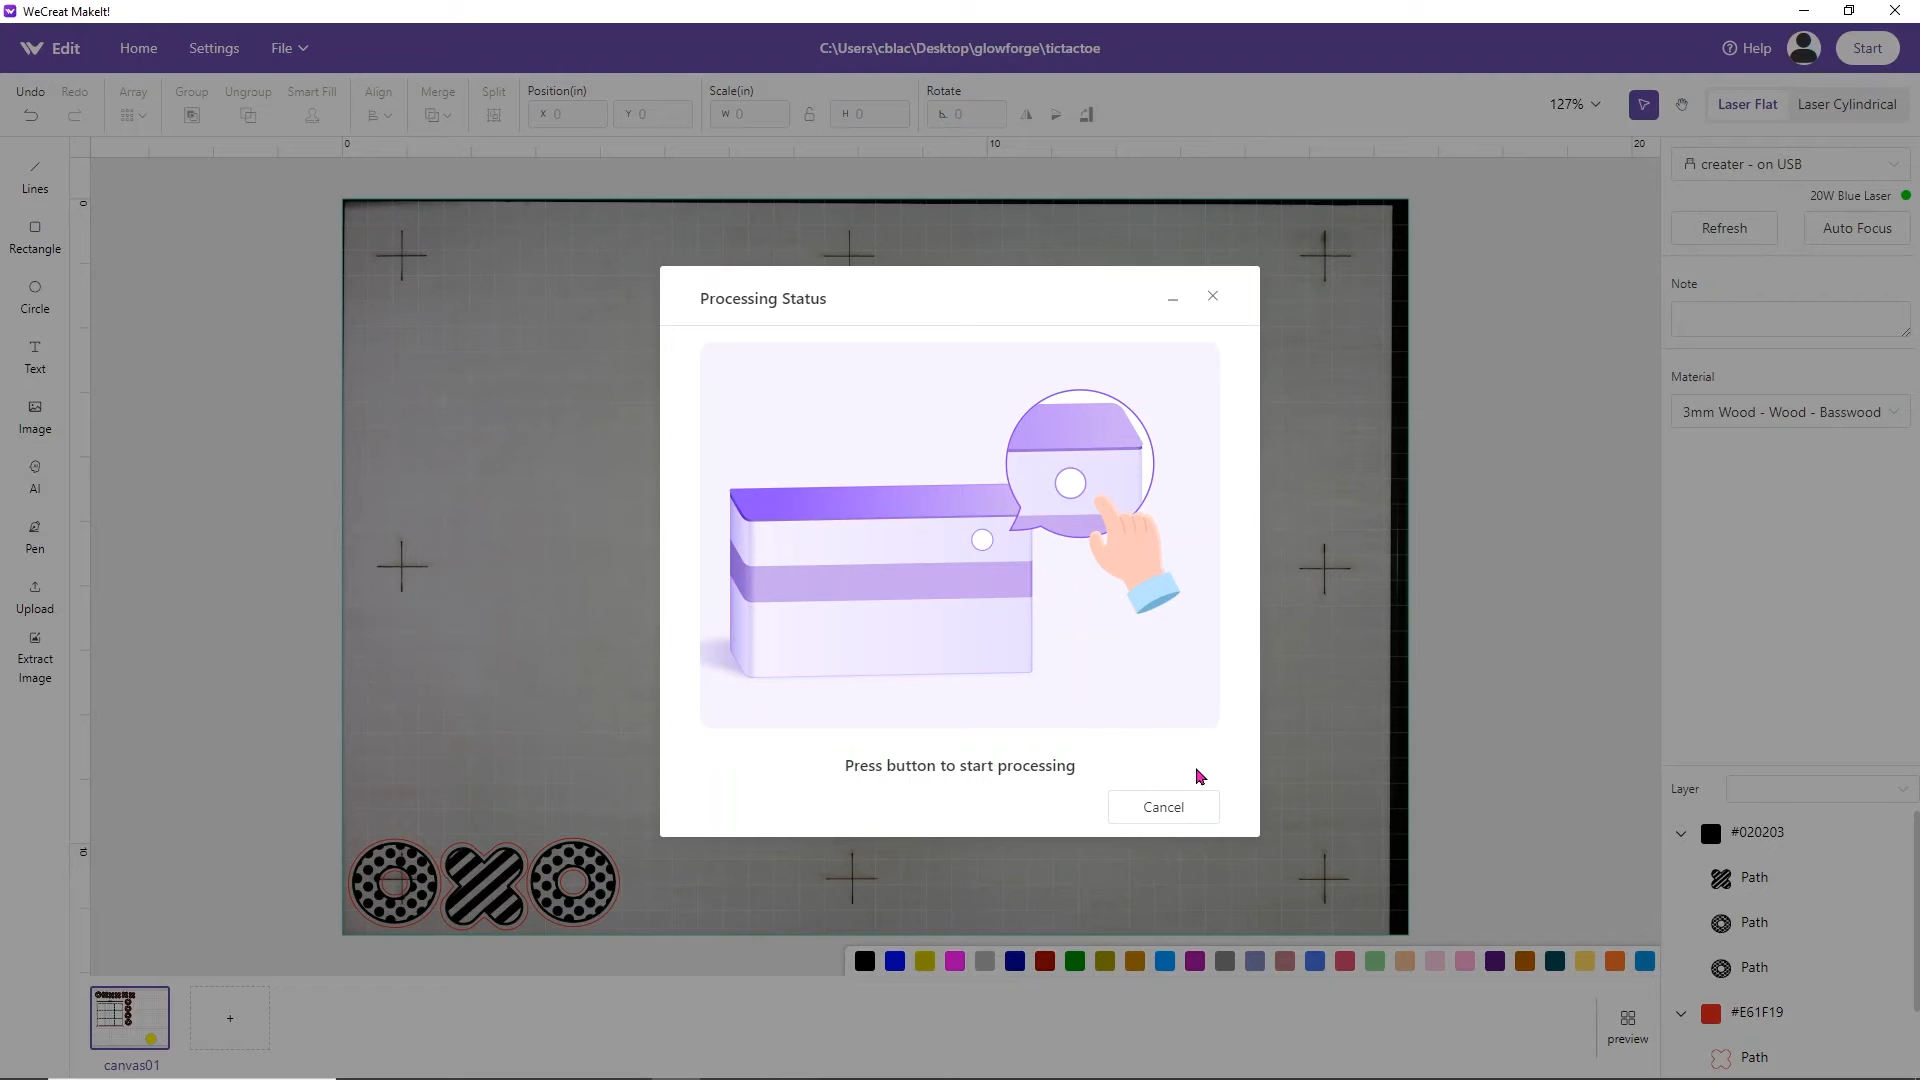 WeCreat MakeIt!
Edit
Home
Settings
File
C:\Users\cblac\Desktop\glowforge\tictactoe
Help
Start
Undo
Redo
Array
Group
Ungroup
Smart Fill
Align
Merge
Split
Position(in)
X 0
Y 0
Scale(in)
W 0
H 0
Rotate
0
127%
Laser Flat
Laser Cylindrical
0
10
20
0
10
Lines
Rectangle
Circle
Text
Image
AI
Pen
Upload
Extract
Image
Processing Status
Press button to start processing
Cancel
creater - on USB
20W Blue Laser
Refresh
Auto Focus
Note
Material
3mm Wood - Wood - Basswood
Layer
#020203
Path
Path
Path
#E61F19
Path
canvas01
+
preview